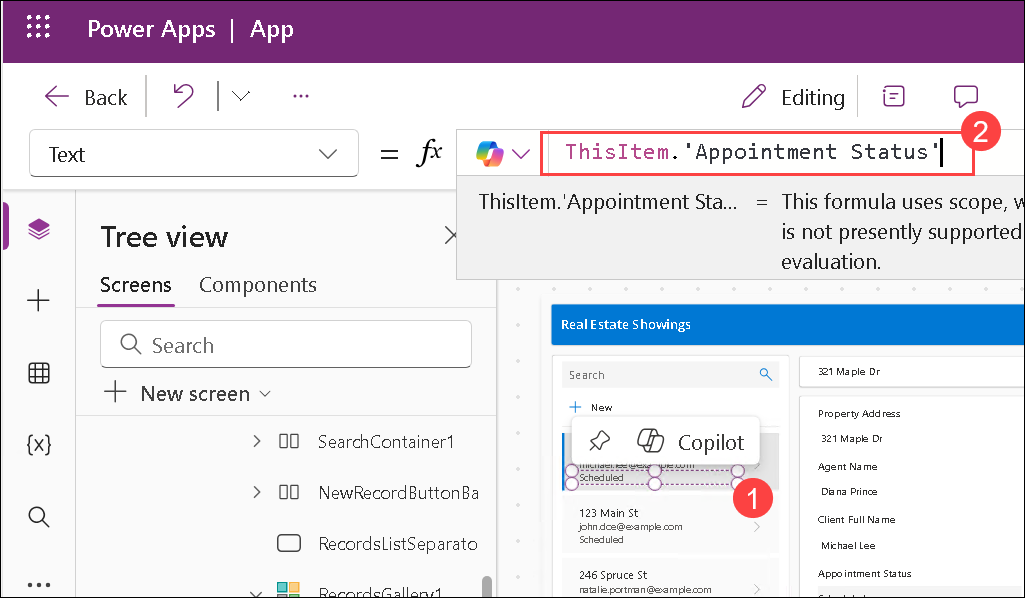 Power Apps | App
Back
Editing
Text
= fx
ThisItem.'Appointment Status'
2
ThisItem.'Appointment Sta... = This formula uses scope, w
is not presently supported
evaluation.
Tree view
Screens Components
Search
New screen
SearchContainer1
NewRecordButtonBa
RecordsListSeparato
RecordsGallery1
{x}
Real Estate Showings
Search
New
Copilot
michael.lee@example.com
Scheduled
1
123 Main St
john.doe@example.com
Scheduled
246 Spruce St
natalie.portman@example.com
321 Maple Dr
Property Address
321 Maple Dr
Agent Name
Diana Prince
Client Full Name
Michael Lee
Appointment Status